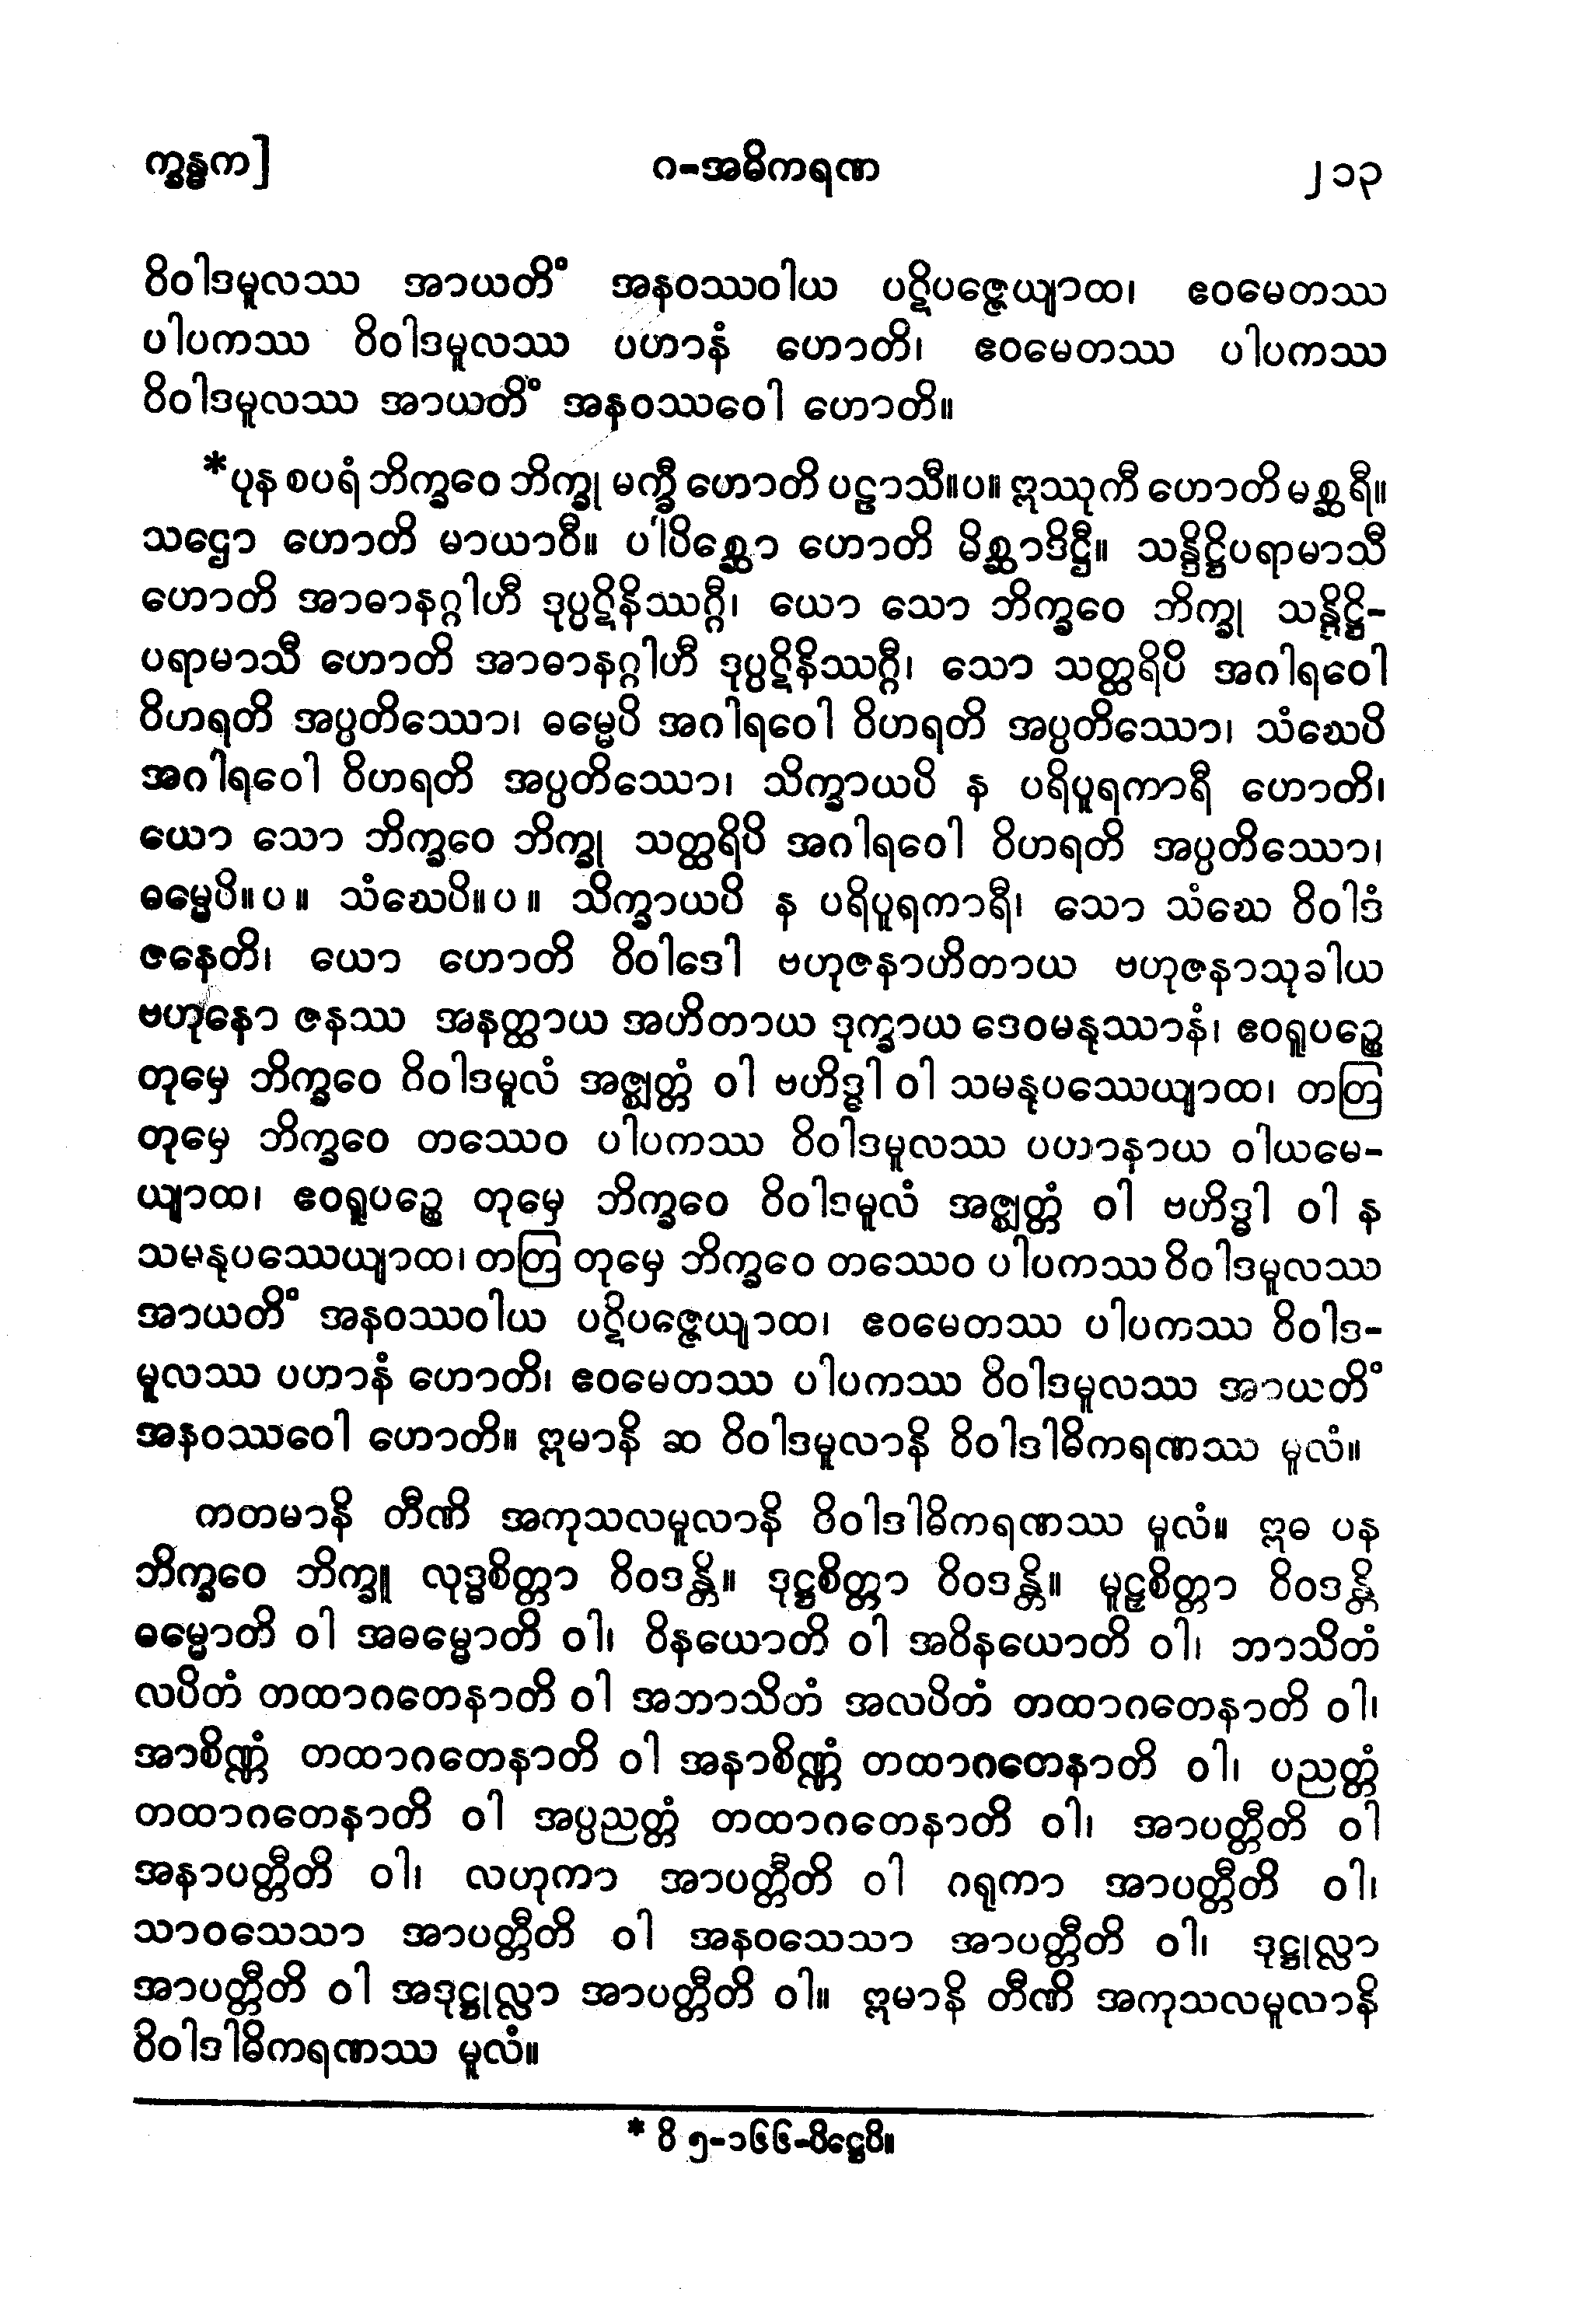 က္ခန္ဓက] ဂ-အဓိကရဏ ၂၁၃
ဝိဝါဒမူလဿ အာယတိံ အနဝဿဝါယ ပဋိပဇ္ဇေယျာထ၊ ဧဝမေတဿ
ပါပကဿ ဝိဝါဒမူလဿ ပဟာနံ ဟောတိ၊ ဧဝမေတဿ ပါပကဿ
ဝိဝါဒမူလဿ အာယတိံ အနဝဿဝေါ ဟောတိ။
*ပုန စပရံ ဘိက္ခဝေ ဘိက္ခု မက္ခီ ဟောတိ ပဠာသီ။ပ။ ဣဿုကီ ဟောတိ မစ္ဆရီ။
သဌော ဟောတိ မာယာဝီ။ ပါပိစ္ဆော ဟောတိ မိစ္ဆာဒိဋ္ဌီ။ သန္ဒိဋ္ဌိပရာမာသီ
ဟောတိ အာဓာနဂ္ဂါဟီ ဒုပ္ပဋိနိဿဂ္ဂီ၊ ယော သော ဘိက္ခဝေ ဘိက္ခု သန္ဒိဋ္ဌိ-
ပရာမာသီ ဟောတိ အာဓာနဂ္ဂါဟီ ဒုပ္ပဋိနိဿဂ္ဂီ၊ သော သတ္ထရိပိ အဂါရဝေါ
ဝိဟရတိ အပ္ပတိဿော၊ ဓမ္မေပိ အဂါရဝေါ ဝိဟရတိ အပ္ပတိဿော၊ သံဃေပိ
အဂါရဝေါ ဝိဟရတိ အပ္ပတိဿော၊ သိက္ခာယပိ န ပရိပူရကာရီ ဟောတိ၊
ယော သော ဘိက္ခဝေ ဘိက္ခု သတ္ထရိပိ အဂါရဝေါ ဝိဟရတိ အပ္ပတိဿော၊
ဓမ္မေပိ။ပ။ သံဃေပိ။ပ။ သိက္ခာယပိ န ပရိပူရကာရီ၊ သော သံဃေ ဝိဝါဒံ
ဇနေတိ၊ ယော ဟောတိ ဝိဝါဒေါ ဗဟုဇနာဟိတာယ ဗဟုဇနာသုခါယ
ဗဟုနော ဇနဿ အနတ္ထာယ အဟိတာယ ဒုက္ခာယ ဒေဝမနုဿာနံ၊ ဧဝရူပဉ္စေ
တုမှေ ဘိက္ခဝေ ဝိဝါဒမူလံ အဇ္ဈတ္တံ ဝါ ဗဟိဒ္ဓါ ဝါ သမနုပဿေယျာထ၊ တတြ
တုမှေ ဘိက္ခဝေ တဿေဝ ပါပကဿ ဝိဝါဒမူလဿ ပဟာနာယ ဝါယမေ-
ယျာထ၊ ဧဝရူပဉ္စေ တုမှေ ဘိက္ခဝေ ဝိဝါဒမူလံ အဇ္ဈတ္တံ ဝါ ဗဟိဒ္ဓါ ဝါ န
သမနုပဿေယျာထ၊ တတြ တုမှေ ဘိက္ခဝေ တဿေဝ ပါပကဿ ဝိဝါဒမူလဿ
အာယတိံ အနဝဿဝါယ ပဋိပဇ္ဇေယျာထ၊ ဧဝမေတဿ ပါပကဿ ဝိဝါဒ-
မူလဿ ပဟာနံ ဟောတိ၊ ဧဝမေတဿ ပါပကဿ ဝိဝါဒမူလဿ အာယတိံ
အနဝဿဝေါ ဟောတိ။ ဣမာနိ ဆ ဝိဝါဒမူလာနိ ဝိဝါဒါဓိကရဏဿ မူလံ။
ကတမာနိ တီဏိ အကုသလမူလာနိ ဝိဝါဒါဓိကရဏဿ မူလံ။ ဣဓ ပန
ဘိက္ခဝေ ဘိက္ခူ လုဒ္ဓစိတ္တာ ဝိဝဒန္တိ။ ဒုဋ္ဌစိတ္တာ ဝိဝဒန္တိ။ မူဠှစိတ္တာ ဝိဝဒန္တိ
ဓမ္မောတိ ဝါ အဓမ္မောတိ ဝါ၊ ဝိနယောတိ ဝါ အဝိနယောတိ ဝါ၊ ဘာသိတံ
လပိတံ တထာဂတေနာတိ ဝါ အဘာသိတံ အလပိတံ တထာဂတေနာတိ ဝါ၊
အာစိဏ္ဏံ တထာဂတေနာတိ ဝါ အနာစိဏ္ဏံ တထာဂတေနာတိ ဝါ၊ ပညတ္တံ
တထာဂတေနာတိ ဝါ အပ္ပညတ္တံ တထာဂတေနာတိ ဝါ၊ အာပတ္တီတိ ဝါ
အနာပတ္တီတိ ဝါ၊ လဟုကာ အာပတ္တီတိ ဝါ ဂရုကာ အာပတ္တီတိ ဝါ၊
သာဝသေသာ အာပတ္တီတိ ဝါ အနဝသေသာ အာပတ္တီတိ ဝါ၊ ဒုဋ္ဌုလ္လာ
အာပတ္တီတိ ဝါ အဒုဋ္ဌုလ္လာ အာပတ္တီတိ ဝါ။ ဣမာနိ တီဏိ အကုသလမူလာနိ
ဝိဝါဒါဓိကရဏဿ မူလံ။
* ဝိ ၅-၁၆၆-ပိဋ္ဌေပိ။